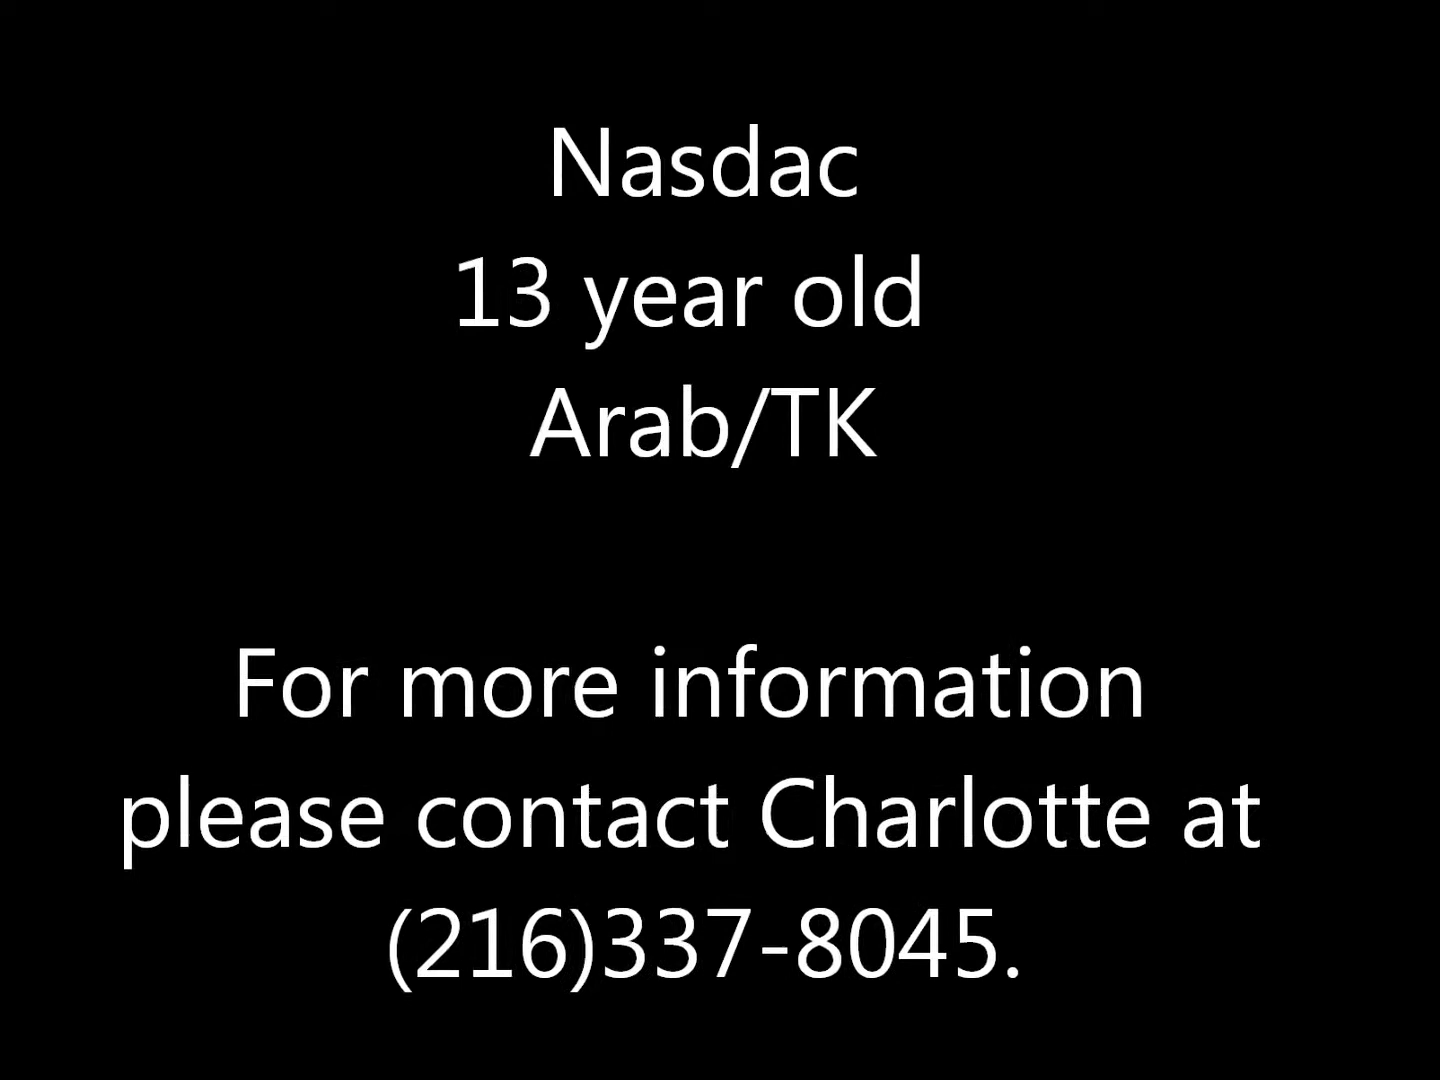 Nasdac
13 year old
Arab/TK
For more information
please contact Charlotte at
(216)337-8045.